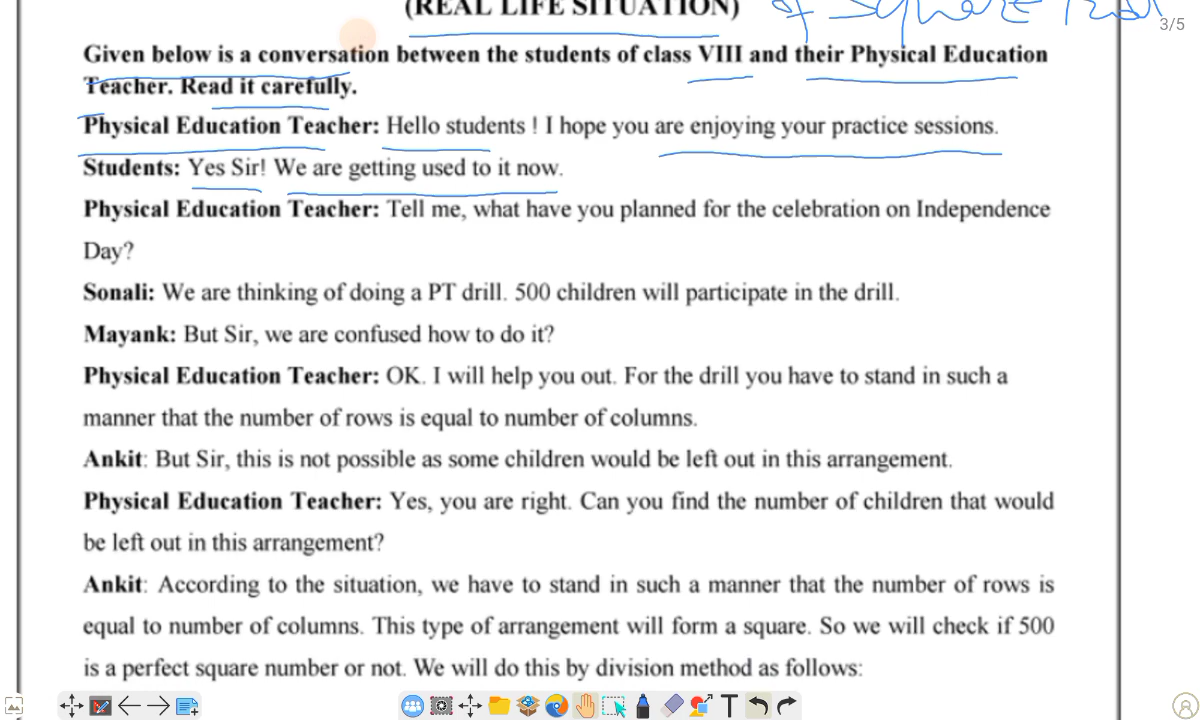 (REAL LIFE SITUATION) of square root
3/5
Given below is a conversation between the students of class VIII and their Physical Education
Teacher. Read it carefully.
Physical Education Teacher: Hello students ! I hope you are enjoying your practice sessions.
Students: Yes Sir! We are getting used to it now.
Physical Education Teacher: Tell me, what have you planned for the celebration on Independence
Day?
Sonali: We are thinking of doing a PT drill. 500 children will participate in the drill.
Mayank: But Sir, we are confused how to do it?
Physical Education Teacher: OK. I will help you out. For the drill you have to stand in such a
manner that the number of rows is equal to number of columns.
Ankit: But Sir, this is not possible as some children would be left out in this arrangement.
Physical Education Teacher: Yes, you are right. Can you find the number of children that would
be left out in this arrangement?
Ankit: According to the situation, we have to stand in such a manner that the number of rows is
equal to number of columns. This type of arrangement will form a square. So we will check if 500
is a perfect square number or not. We will do this by division method as follows:
T